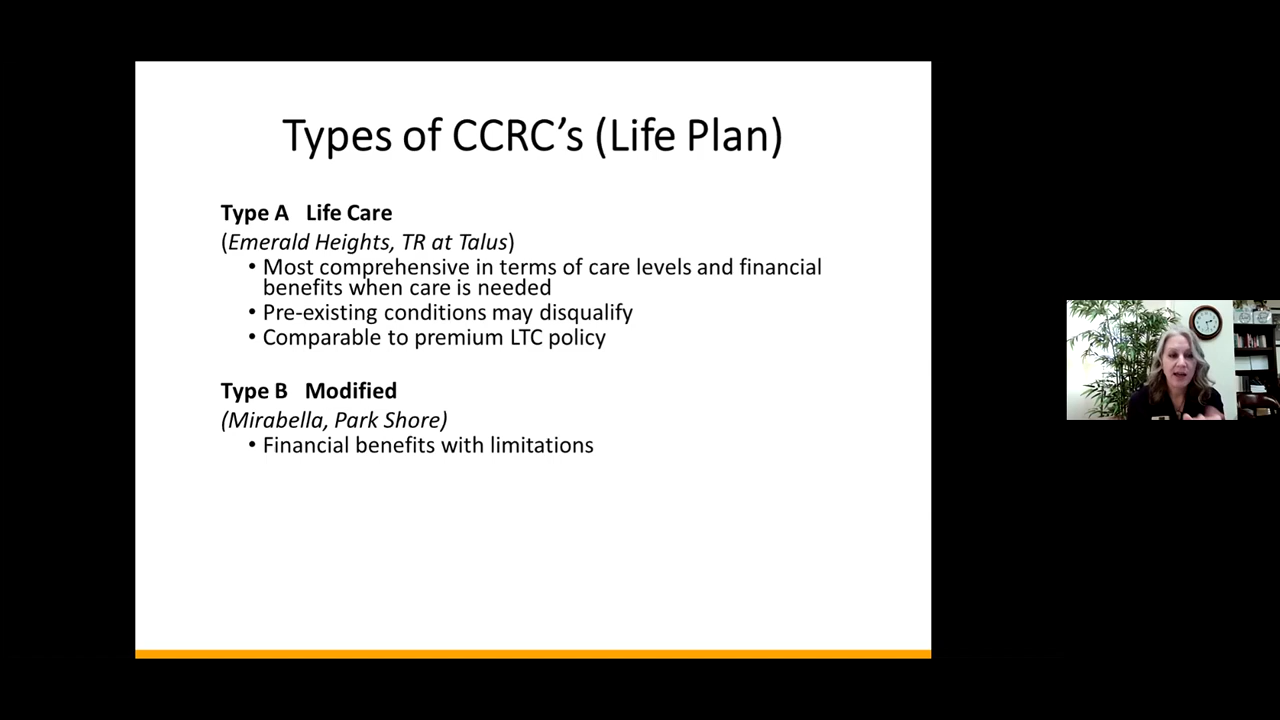 Types of CCRC's (Life Plan)
Type A Life Care
(Emerald Heights, TR at Talus)
• Most comprehensive in terms of care levels and financial
benefits when care is needed
• Pre-existing conditions may disqualify
• Comparable to premium LTC policy
Type B Modified
(Mirabella, Park Shore)
• Financial benefits with limitations